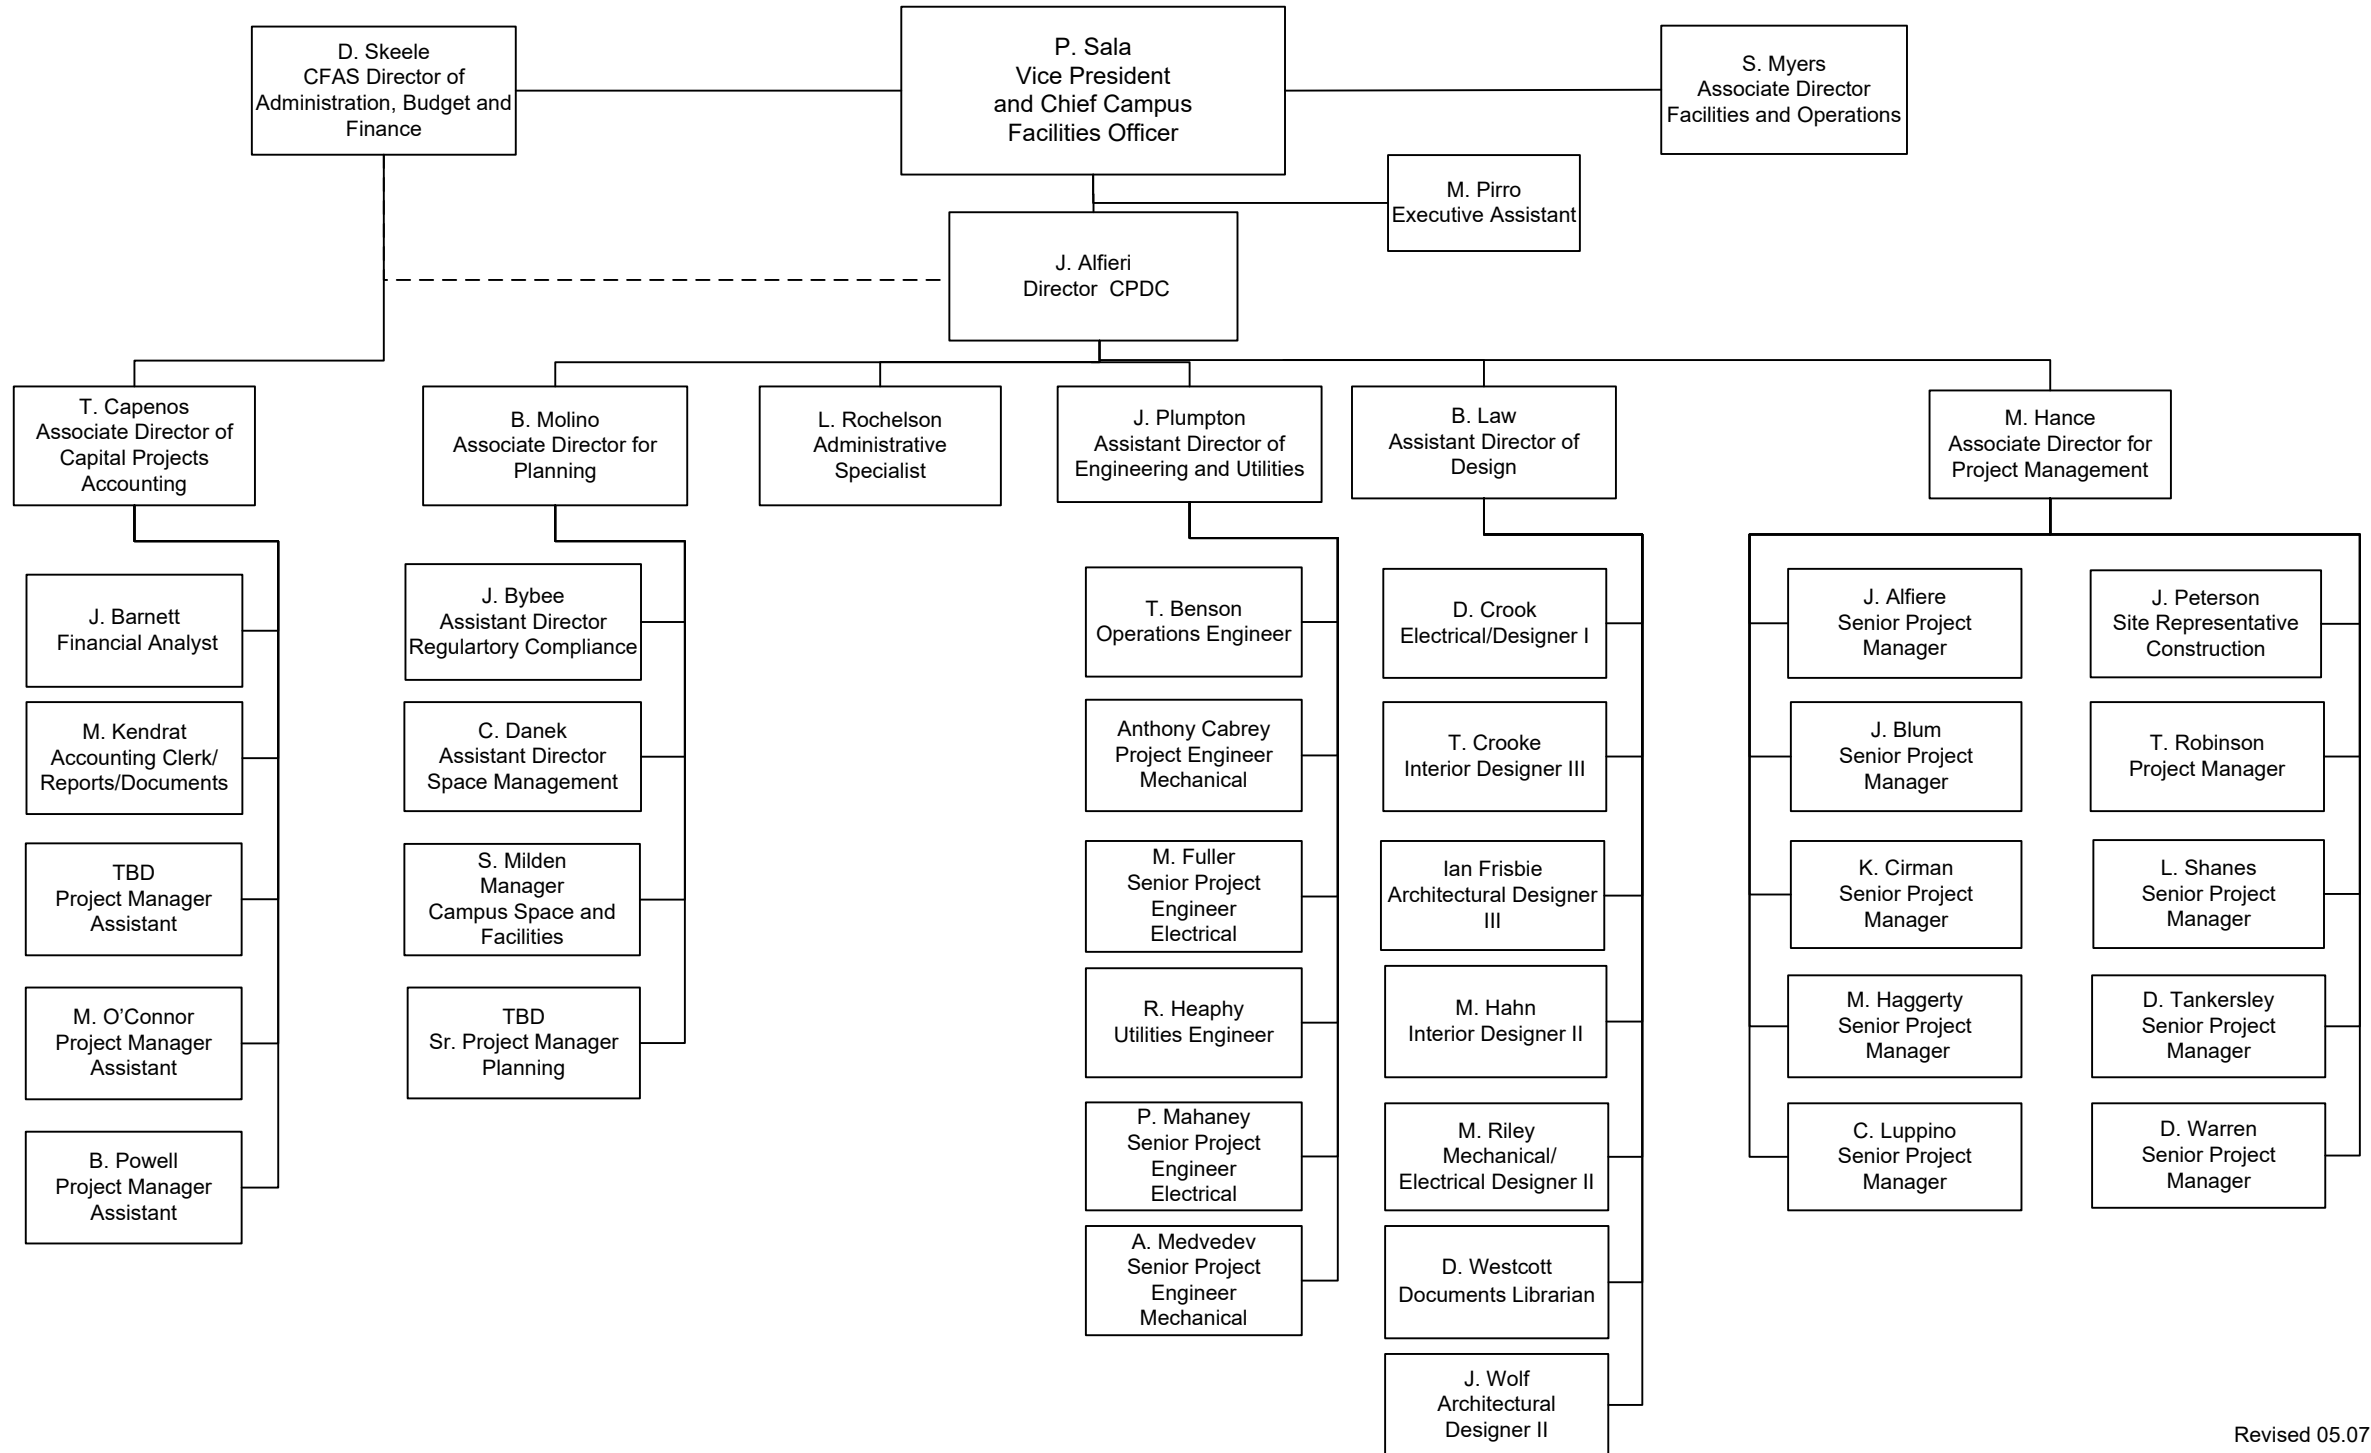 D. Skeele
CFAS Director of
Administration, Budget and
Finance
P. Sala
Vice President
and Chief Campus
Facilities Officer
S. Myers
Associate Director
Facilities and Operations
M. Pirro
Executive Assistant
J. Alfieri
Director  CPDC
T. Capenos
Associate Director of
Capital Projects
Accounting
B. Molino
Associate Director for
Planning
L. Rochelson
Administrative
Specialist
J. Plumpton
Assistant Director of
Engineering and Utilities
B. Law
Assistant Director of
Design
M. Hance
Associate Director for
Project Management
J. Barnett
Financial Analyst
M. Kendrat
Accounting Clerk/
Reports/Documents
TBD
Project Manager
Assistant
M. O’Connor
Project Manager
Assistant
B. Powell
Project Manager
Assistant
J. Bybee
Assistant Director
Regulartory Compliance
C. Danek
Assistant Director
Space Management
S. Milden
Manager
Campus Space and
Facilities
TBD
Sr. Project Manager
Planning
T. Benson
Operations Engineer
Anthony Cabrey
Project Engineer
Mechanical
M. Fuller
Senior Project
Engineer
Electrical
R. Heaphy
Utilities Engineer
P. Mahaney
Senior Project
Engineer
Electrical
A. Medvedev
Senior Project
Engineer
Mechanical
D. Crook
Electrical/Designer I
T. Crooke
Interior Designer III
Ian Frisbie
Architectural Designer
III
M. Hahn
Interior Designer II
M. Riley
Mechanical/
Electrical Designer II
D. Westcott
Documents Librarian
J. Wolf
Architectural
Designer II
J. Alfiere
Senior Project
Manager
J. Blum
Senior Project
Manager
K. Cirman
Senior Project
Manager
M. Haggerty
Senior Project
Manager
C. Luppino
Senior Project
Manager
J. Peterson
Site Representative
Construction
T. Robinson
Project Manager
L. Shanes
Senior Project
Manager
D. Tankersley
Senior Project
Manager
D. Warren
Senior Project
Manager
Revised 05.07